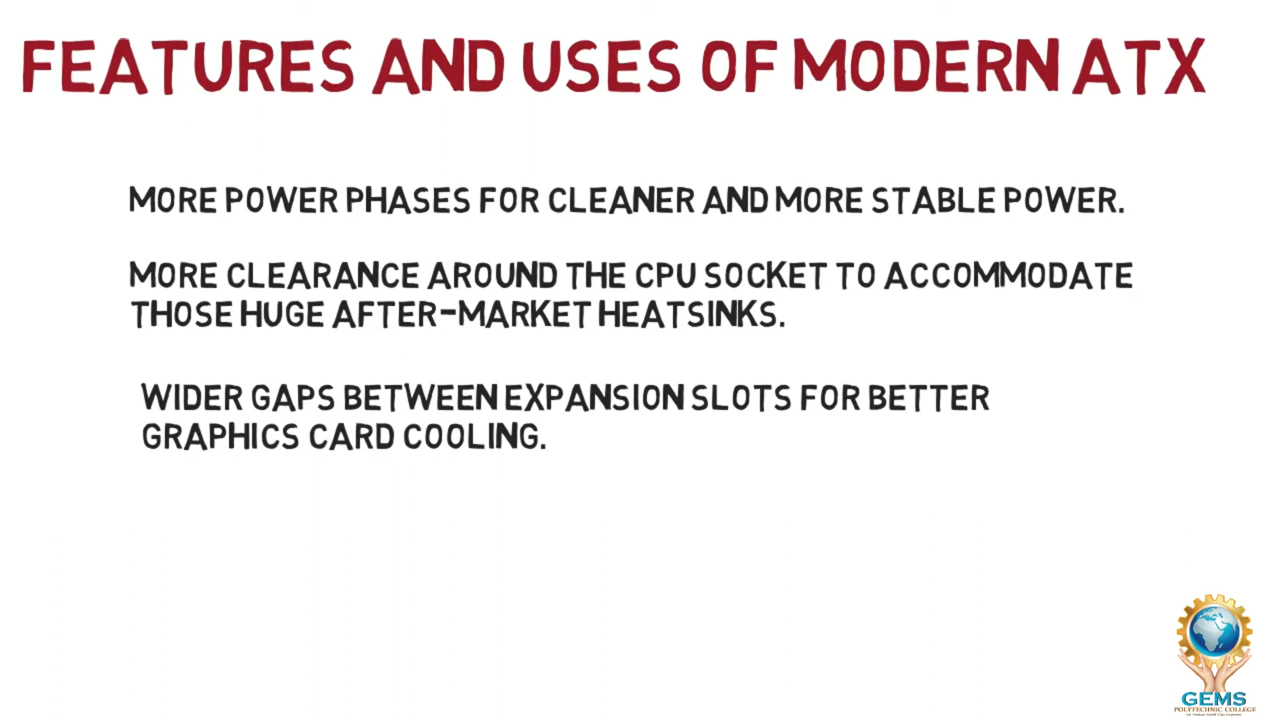 FEATURES AND USES OF MODERN ATX
MORE POWER PHASES FOR CLEANER AND MORE STABLE POWER.
MORE CLEARANCE AROUND THE CPU SOCKET TO ACCOMMODATE
THOSE HUGE AFTER-MARKET HEATSINKS.
WIDER GAPS BETWEEN EXPANSION SLOTS FOR BETTER
GRAPHICS CARD COOLING.
GEMS
POLYTECHNIC COLLEGE